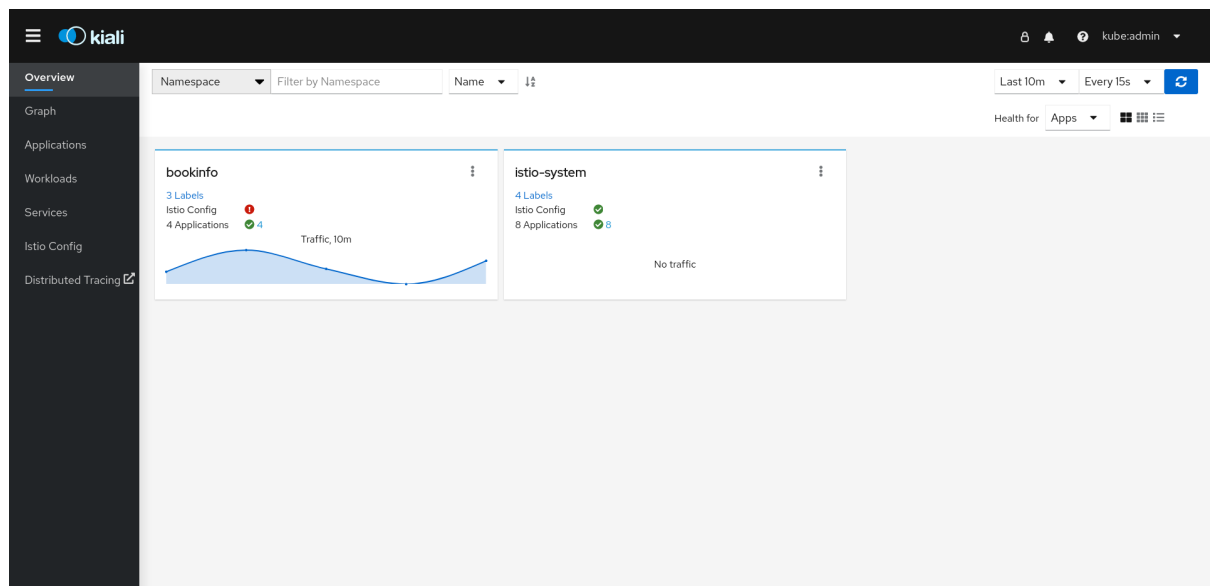 kiali
kube:admin
Overview
Graph
Applications
Workloads
Services
Istio Config
Distributed Tracing
Namespace Filter by Namespace Name Last 10m Every 15s
Health for Apps
bookinfo
3 Labels
Istio Config
4 Applications 4
Traffic, 10m
istio-system
4 Labels
Istio Config
8 Applications 8
No traffic